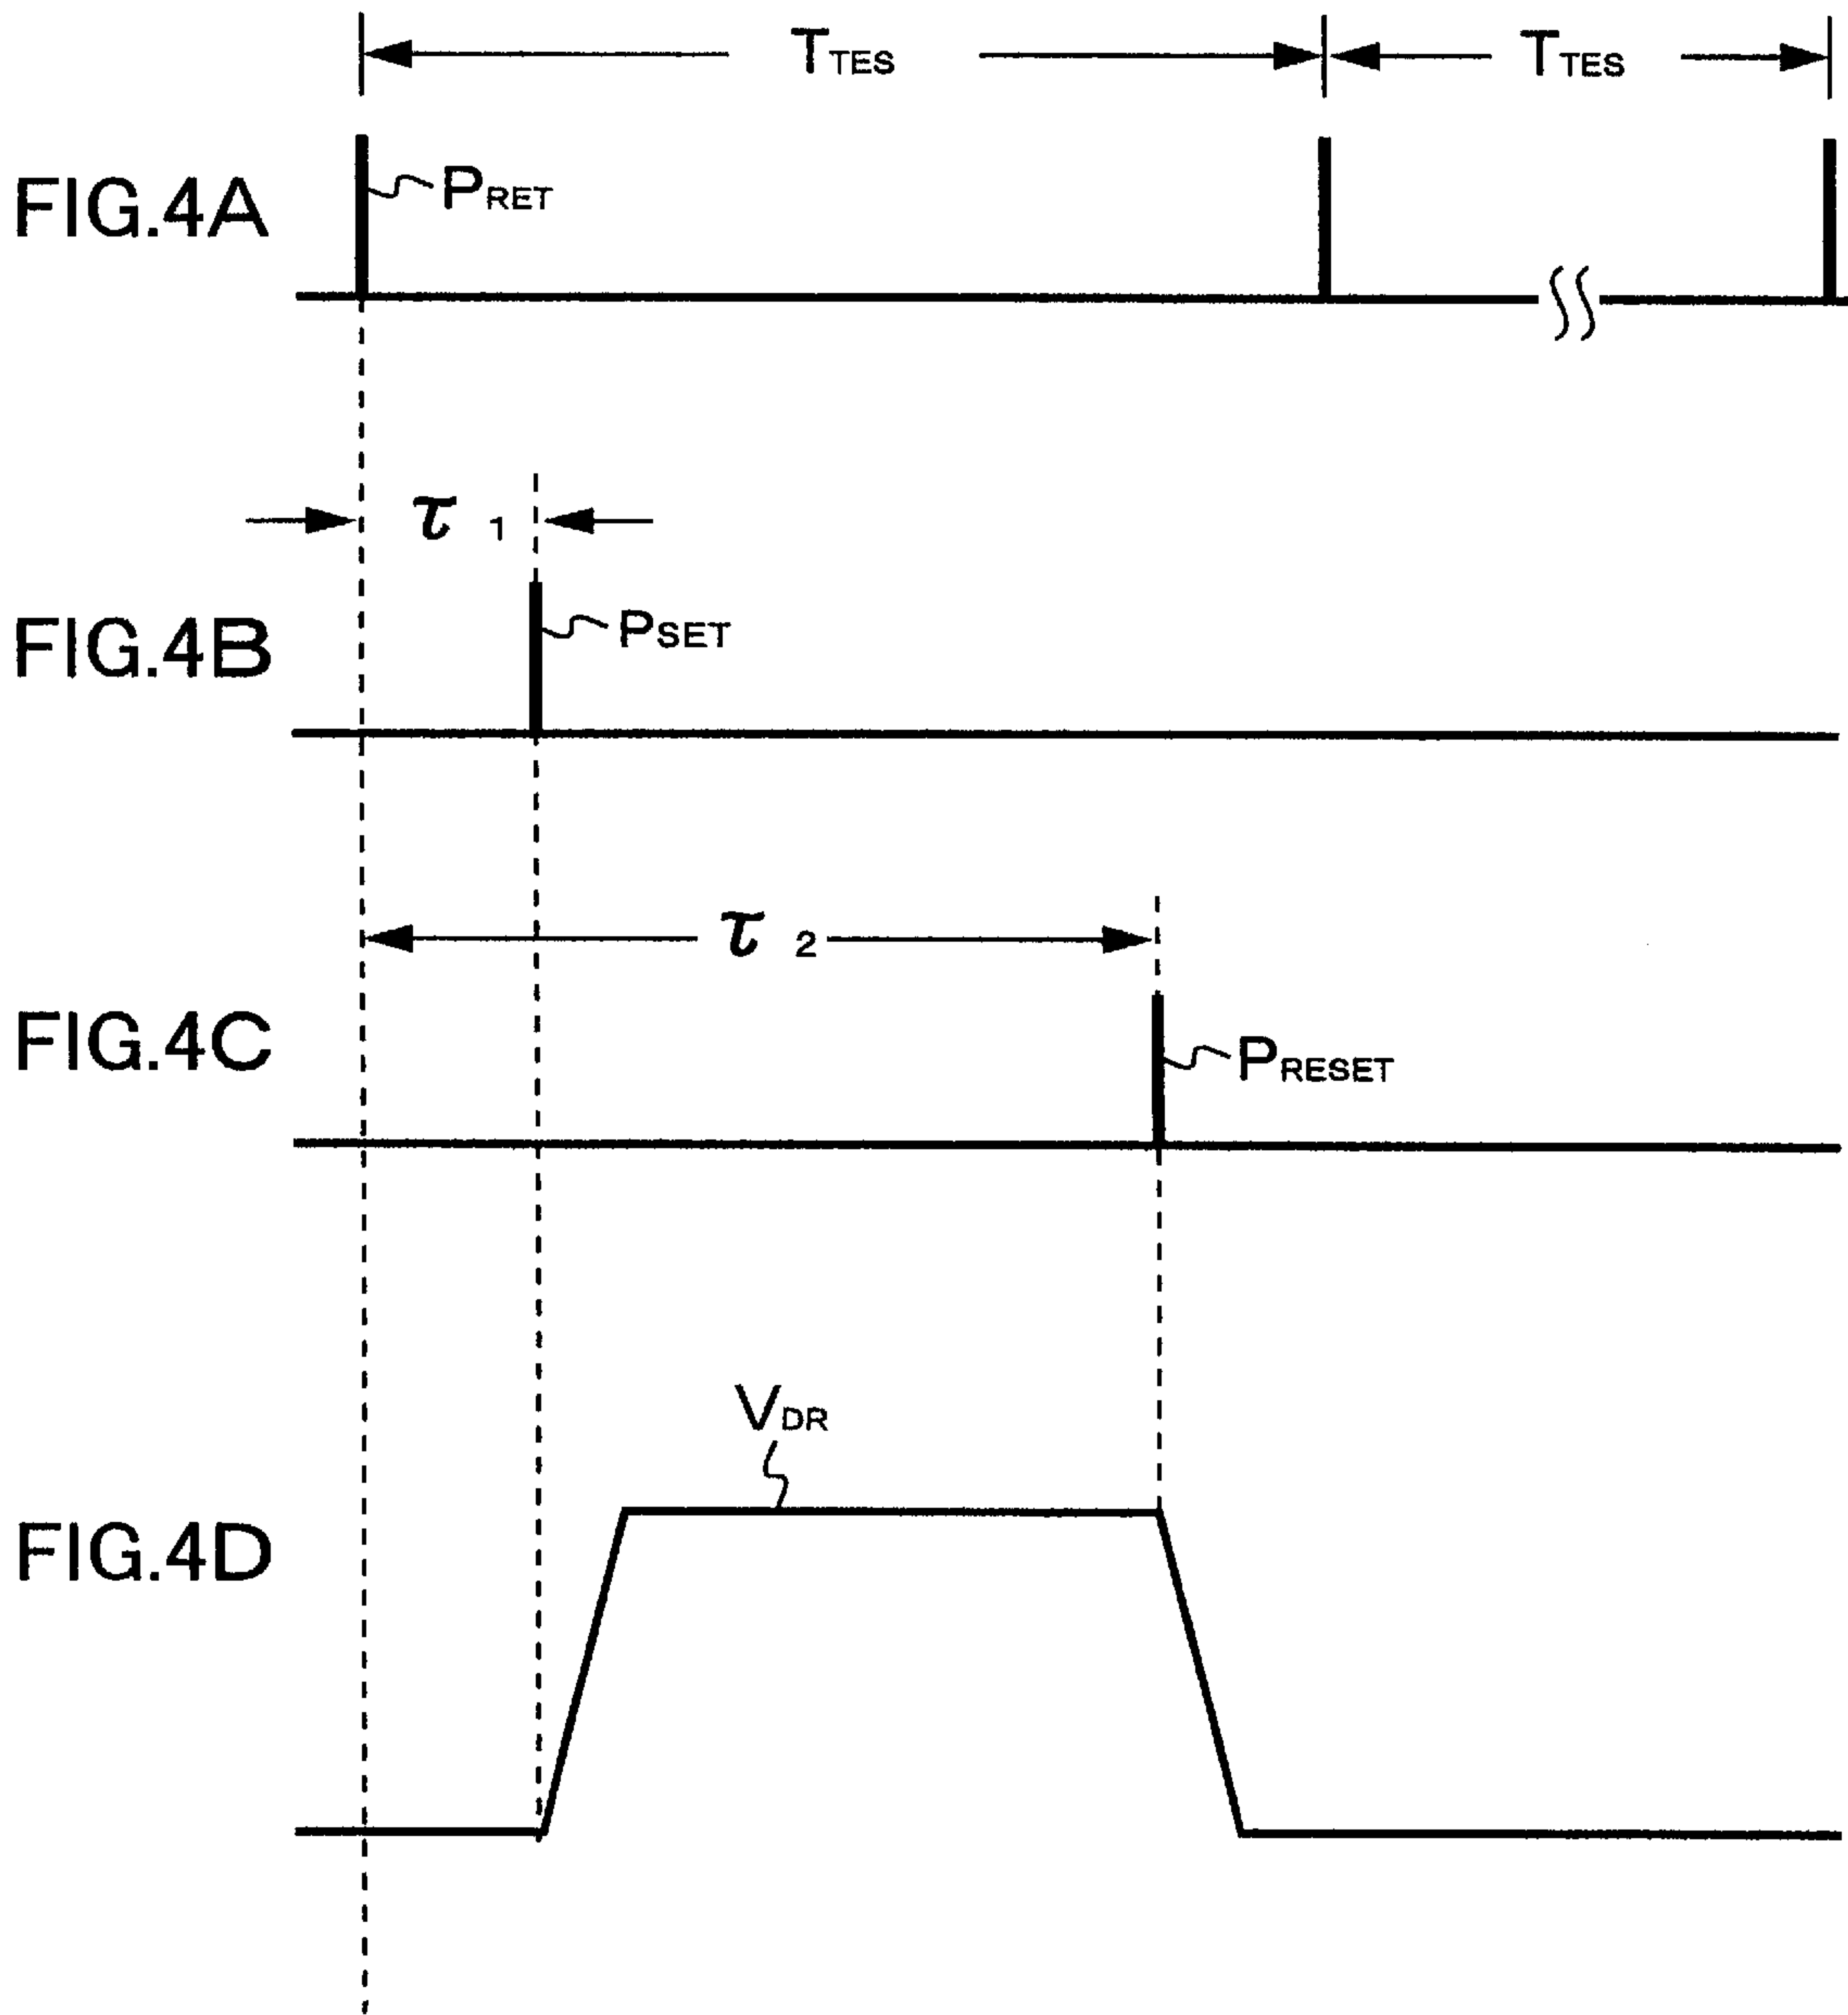 TTES TTES
FIG.4A PRET
τ 1
FIG.4B PSET
τ 2
FIG.4C PRESET
VDR
FIG.4D